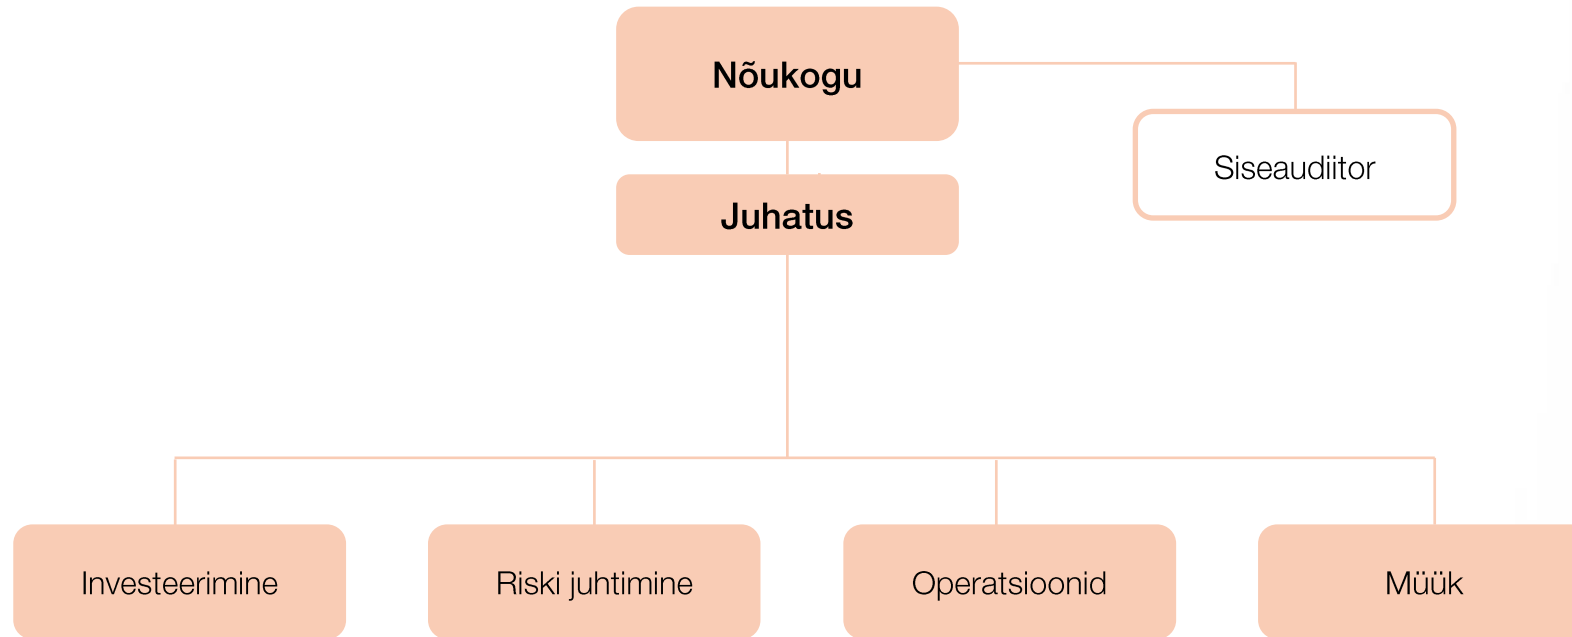 Nõukogu
Siseaudiitor
Juhatus
Investeerimine
Riski juhtimine
Operatsioonid
Müük